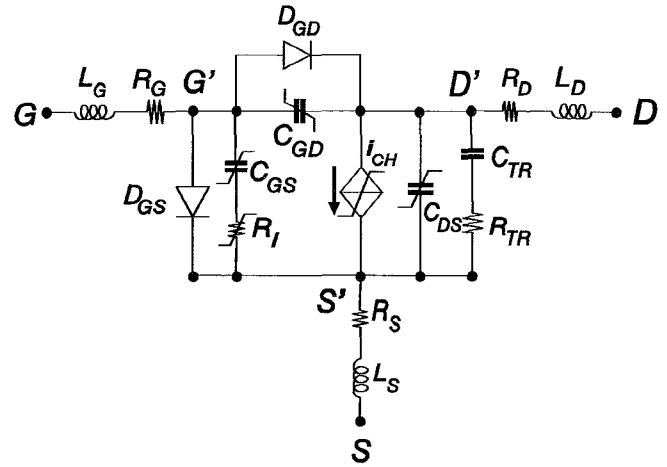 D_GD
L_G R_G G' D' R_D L_D
G D
C_GD i_CH C_TR
C_GS
D_GS C_DS
R_I R_TR
S'
R_S
L_S
S